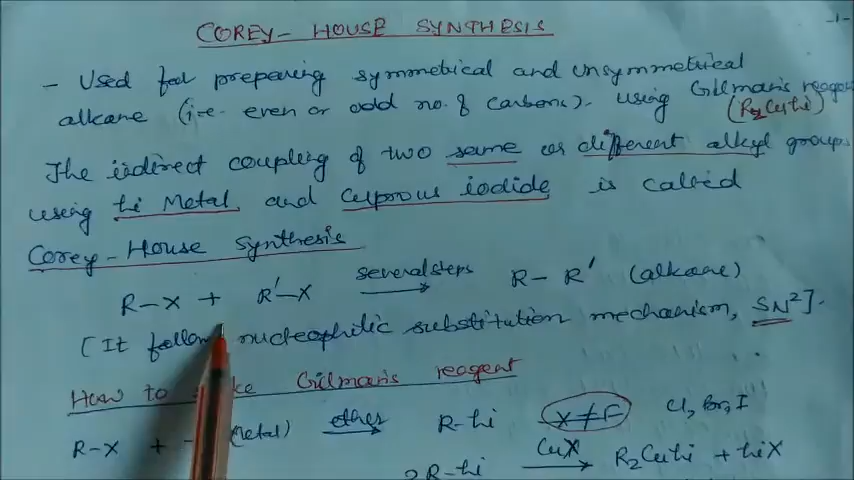 COREY- HOUSE SYNTHESIS
-1-
- Used for preparing symmetrical and unsymmetrical
alkane (i.e. even or odd no. of carbons). using Gilman's reagen
(R₂CuLi)
The indirect coupling of two same or different alkyl groups
using Li Metal, and Cuprous iodide is called
Corey-House Synthesis
R-X + R'-X several steps R-R' (alkane)
[It follow nucleophilic substitution mechanism, SN²].
How to Gilman's reagent
R-X + (Metal) ether R-Li X≠F Cl, Br, I
2R-Li CuX R₂CuLi + LiX